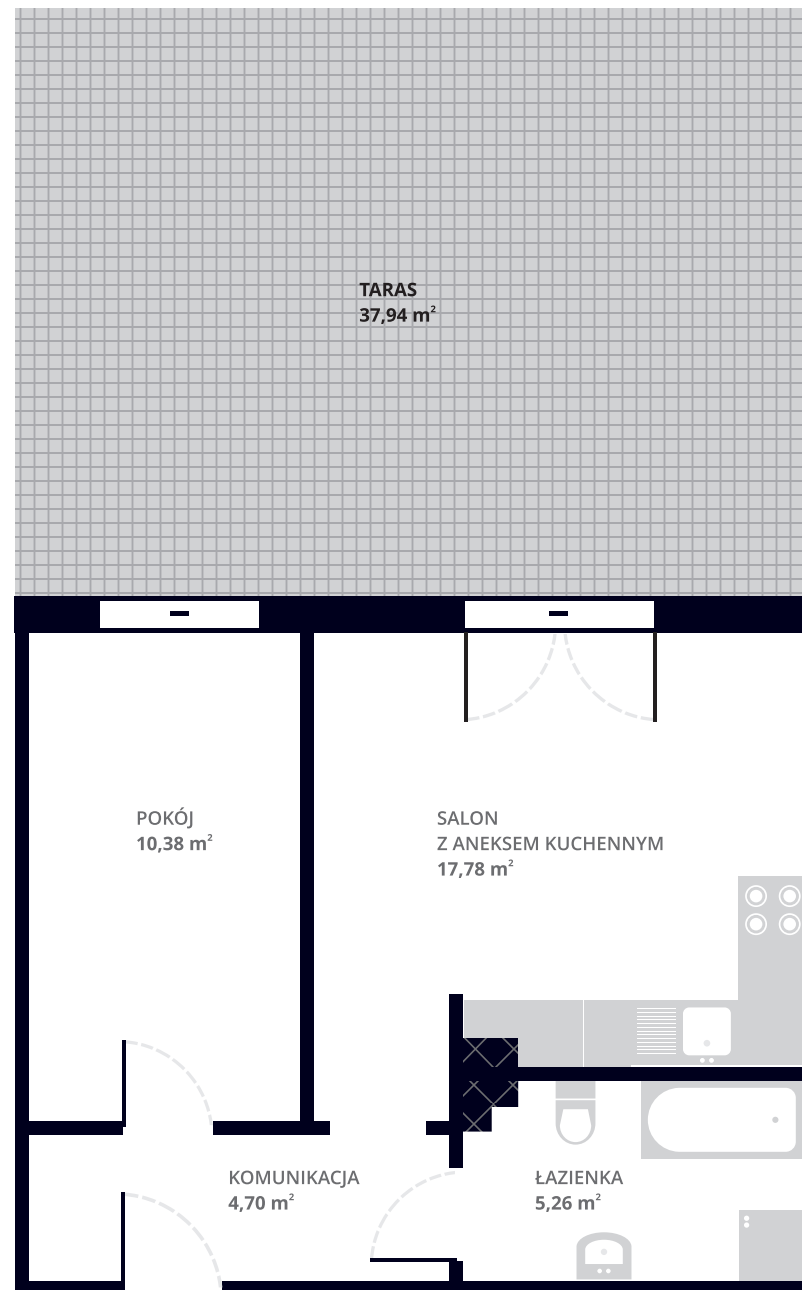 TARAS
37,94 m²
POKÓJ
10,38 m²
SALON
Z ANEKSEM KUCHENNYM
17,78 m²
KOMUNIKACJA
4,70 m²
ŁAZIENKA
5,26 m²